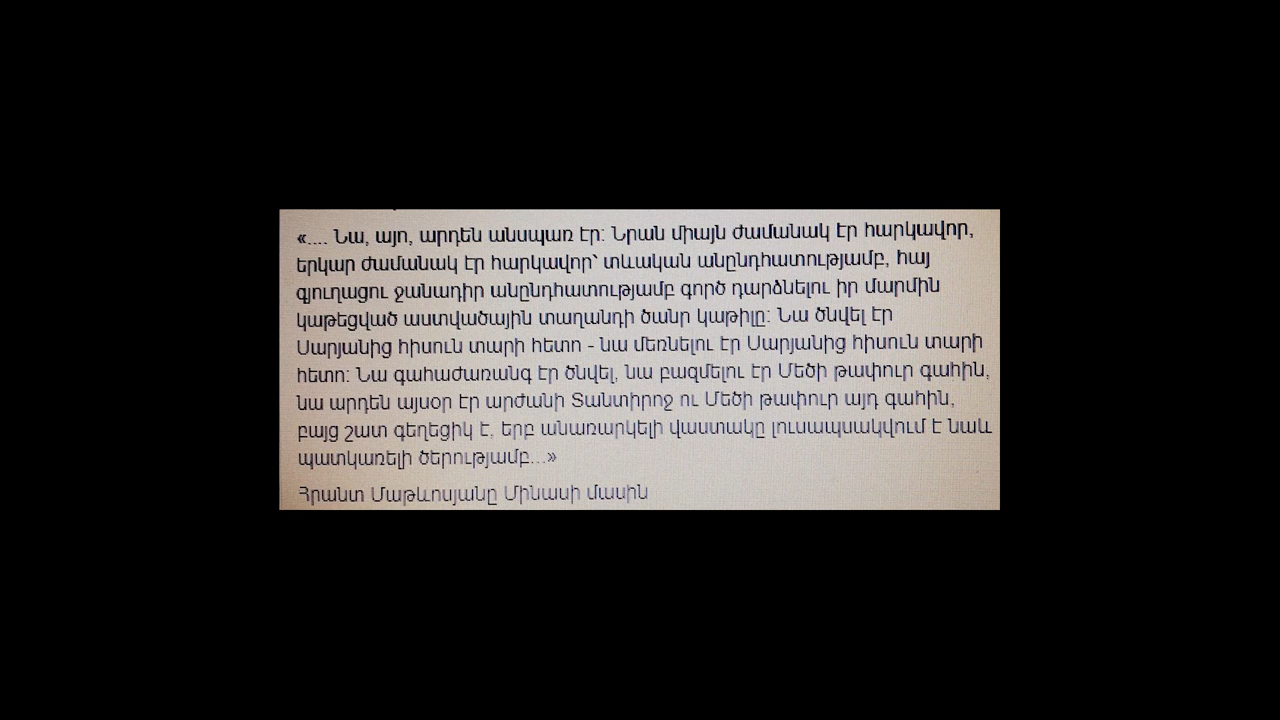 «.... Նա, այո, արդեն անսպառ էր: Նրան միայն ժամանակ էր հարկավոր,
երկար ժամանակ էր հարկավոր՝ տևական անընդհատությամբ, հայ
գյուղացու ջանադիր անընդհատությամբ գործ դարձնելու իր մարմին
կաթեցված աստվածային տաղանդի ծանր կաթիլը: Նա ծնվել էր
Սարյանից հիսուն տարի հետո - նա մեռնելու էր Սարյանից հիսուն տարի
հետո: Նա գահաժառանգ էր ծնվել, նա բազմելու էր Մեծի թափուր գահին,
նա արդեն այսօր էր արժանի Տանտիրոջ ու Մեծի թափուր այդ գահին,
բայց շատ գեղեցիկ է, երբ անառարկելի վաստակը լուսապսակվում է նաև
պատկառելի ծերությամբ...»
Հրանտ Մաթևոսյանը Մինասի մասին